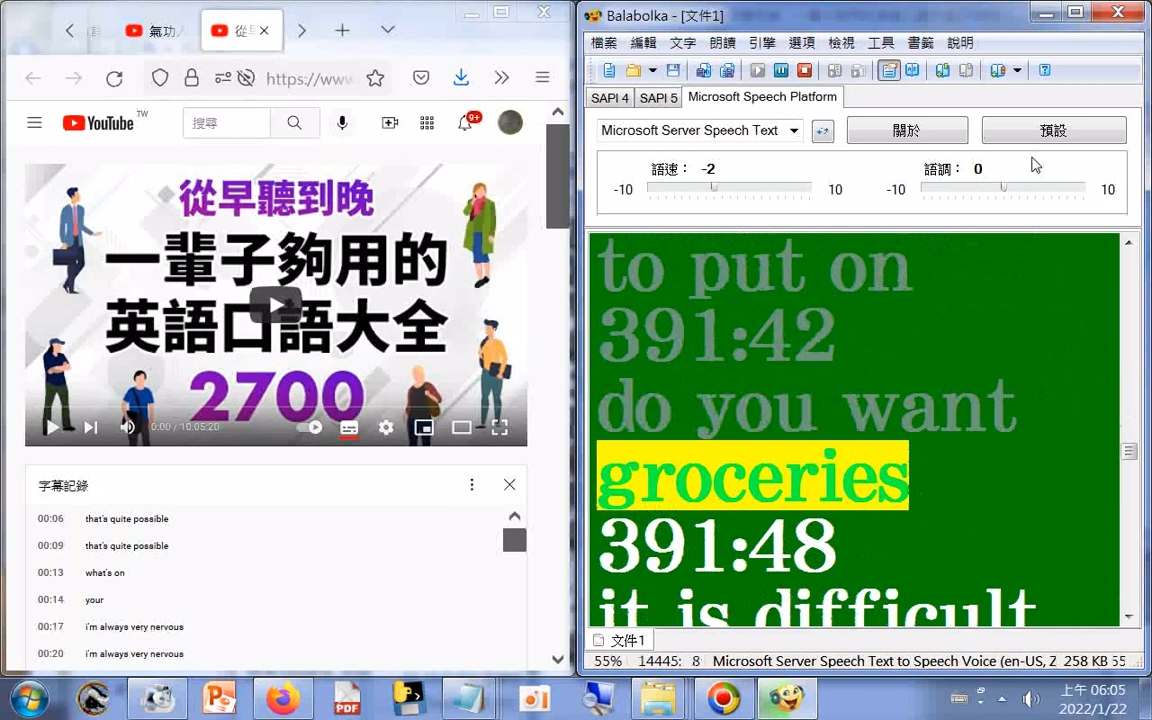 氣功
從
https://www
YouTube TW
搜尋
9+
從早聽到晚
一輩子夠用的
英語口語大全
2700
0:00 / 10:05:20
字幕記錄
00:06 that's quite possible
00:09 that's quite possible
00:13 what's on
00:14 your
00:17 i'm always very nervous
00:20 i'm always very nervous
Balabolka - [文件1]
檔案 編輯 文字 朗讀 引擎 選項 檢視 工具 書籤 說明
SAPI 4 SAPI 5 Microsoft Speech Platform
Microsoft Server Speech Text 關於 預設
語速： -2 語調： 0
-10 10 -10 10
to put on
391:42
do you want
groceries
391:48
it is difficult
文件1
55% 14445: 8 Microsoft Server Speech Text to Speech Voice (en-US, Z 258 KB 55
PDF
上午 06:05
2022/1/22